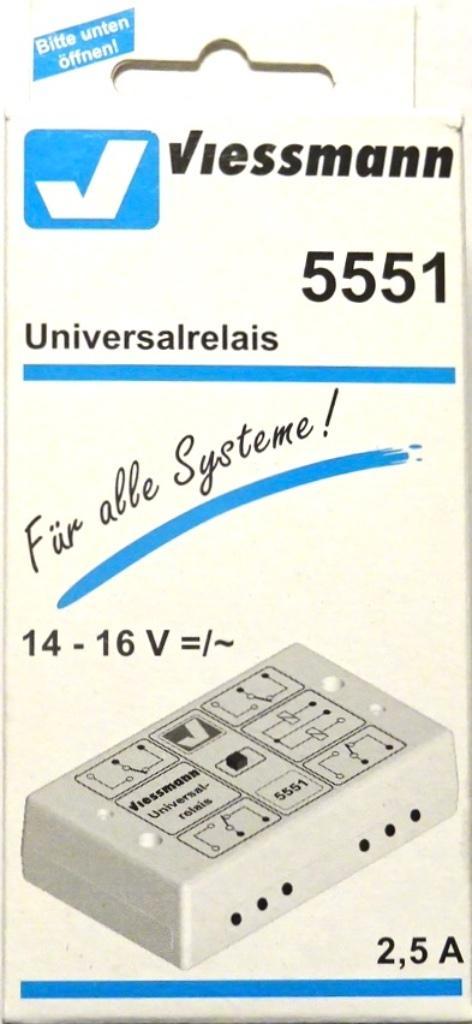 Bitte unten
öffnen!
Viessmann
5551
Universalrelais
Für alle Systeme!
14 - 16 V =/~
Viessmann
Universal-
relais
5551
2,5 A